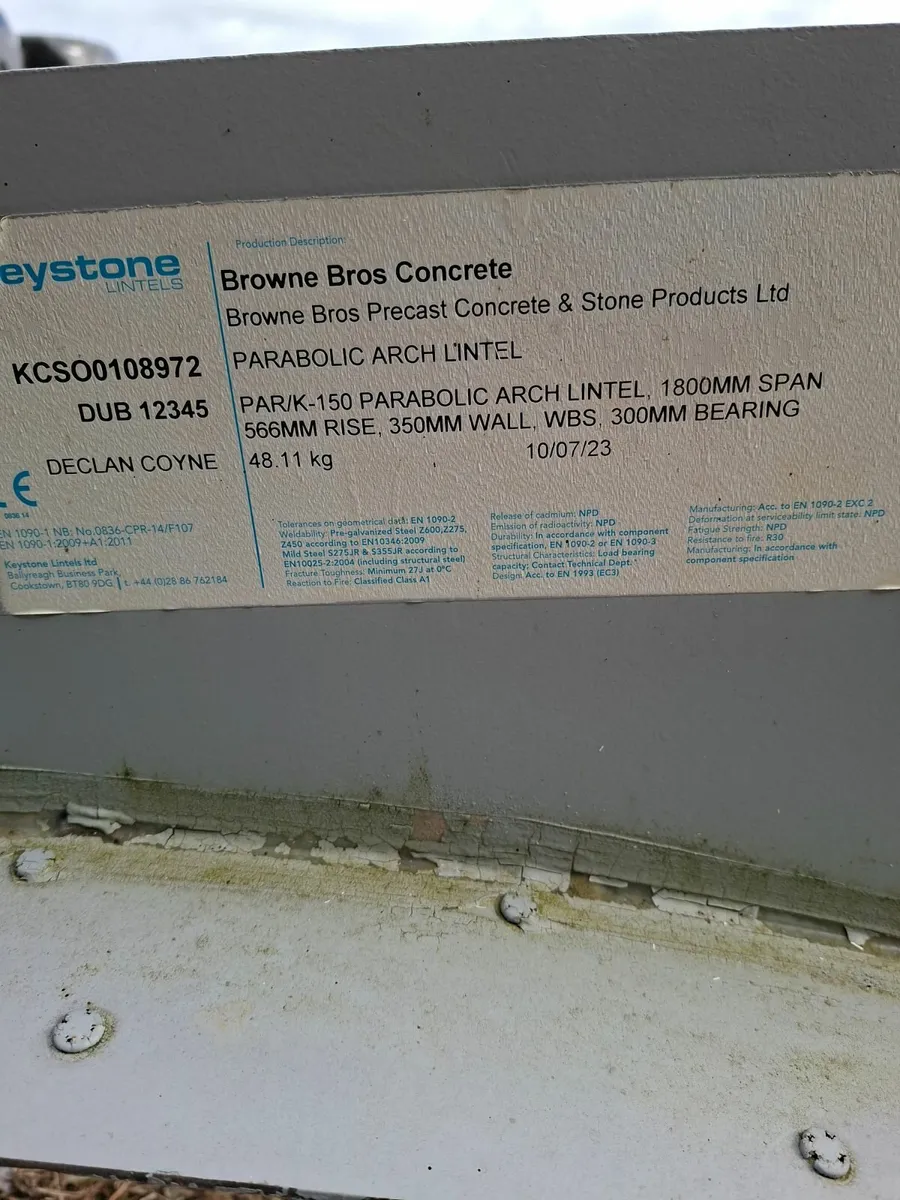 eystone
LINTELS
KCSO0108972
DUB 12345
DECLAN COYNE
CE
0836 14
EN 1090-1 NB: No.0836-CPR-14/F107
EN 1090-1:2009+A1:2011
Keystone Lintels ltd
Ballyreagh Business Park,
Cookstown, BT80 9DG | t. +44 (0)28 86 762184
Production Description:
Browne Bros Concrete
Browne Bros Precast Concrete & Stone Products Ltd
PARABOLIC ARCH LINTEL
PAR/K-150 PARABOLIC ARCH LINTEL, 1800MM SPAN
566MM RISE, 350MM WALL, WBS, 300MM BEARING
48.11 kg 10/07/23
Tolerances on geometrical data: EN 1090-2
Weldability: Pre-galvanized Steel Z600,Z275,
Z450 according to EN10346:2009
Mild Steel S275JR & S355JR according to
EN10025-2:2004 (including structural steel)
Fracture Toughness: Minimum 27J at 0°C
Reaction to Fire: Classified Class A1
Release of cadmium: NPD
Emission of radioactivity: NPD
Durability: In accordance with component
specification, EN 1090-2 or EN 1090-3
Structural Characteristics: Load bearing
capacity; Contact Technical Dept. *
Design: Acc. to EN 1993 (EC3)
Manufacturing: Acc. to EN 1090-2 EXC 2
Deformation at serviceability limit state: NPD
Fatigue Strength: NPD
Resistance to fire: R30
Manufacturing: In accordance with
component specification